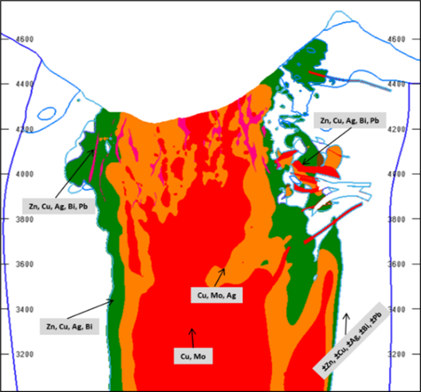 4600
4600
4400
4400
Zn, Cu, Ag, Bi, Pb
4200
4200
4000
4000
Zn, Cu, Ag, Bi, Pb
3800
3800
3600
3600
Cu, Mo, Ag
3400
3400
Zn, Cu, Ag, Bi
±Zn, ±Cu, ±Ag, ±Bi, ±Pb
Cu, Mo
3200
3200